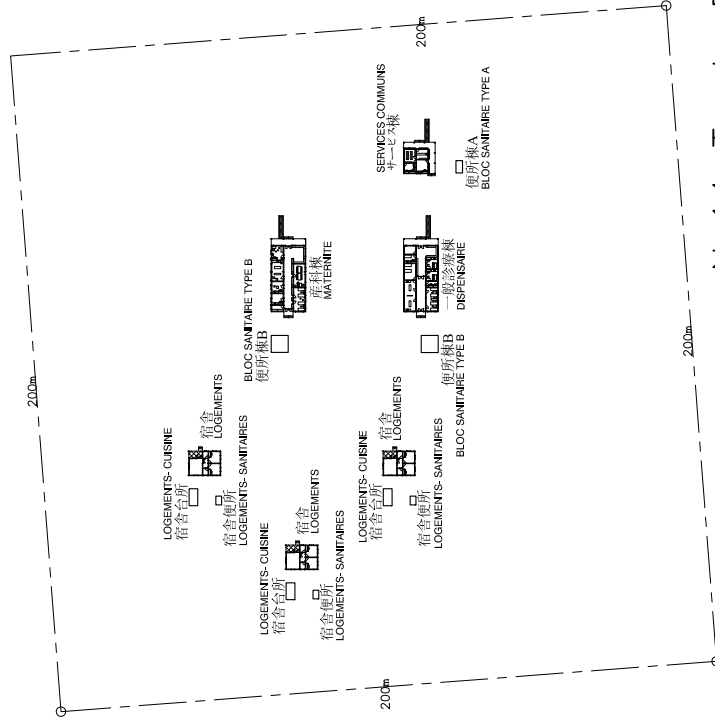 200m
200m
200m
200m
SERVICES COMMUNS
サービス棟
便所棟A
BLOC SANITAIRE TYPE A
BLOC SANITAIRE TYPE B
便所棟B
産科棟
MATERNITE
一般診療棟
DISPENSAIRE
便所棟B
BLOC SANITAIRE TYPE B
LOGEMENTS- CUISINE
宿舎台所
宿舎
LOGEMENTS
宿舎便所
LOGEMENTS- SANITAIRES
LOGEMENTS- CUISINE
宿舎台所
宿舎
LOGEMENTS
宿舎便所
LOGEMENTS- SANITAIRES
LOGEMENTS- CUISINE
宿舎台所
宿舎
LOGEMENTS
宿舎便所
LOGEMENTS- SANITAIRES